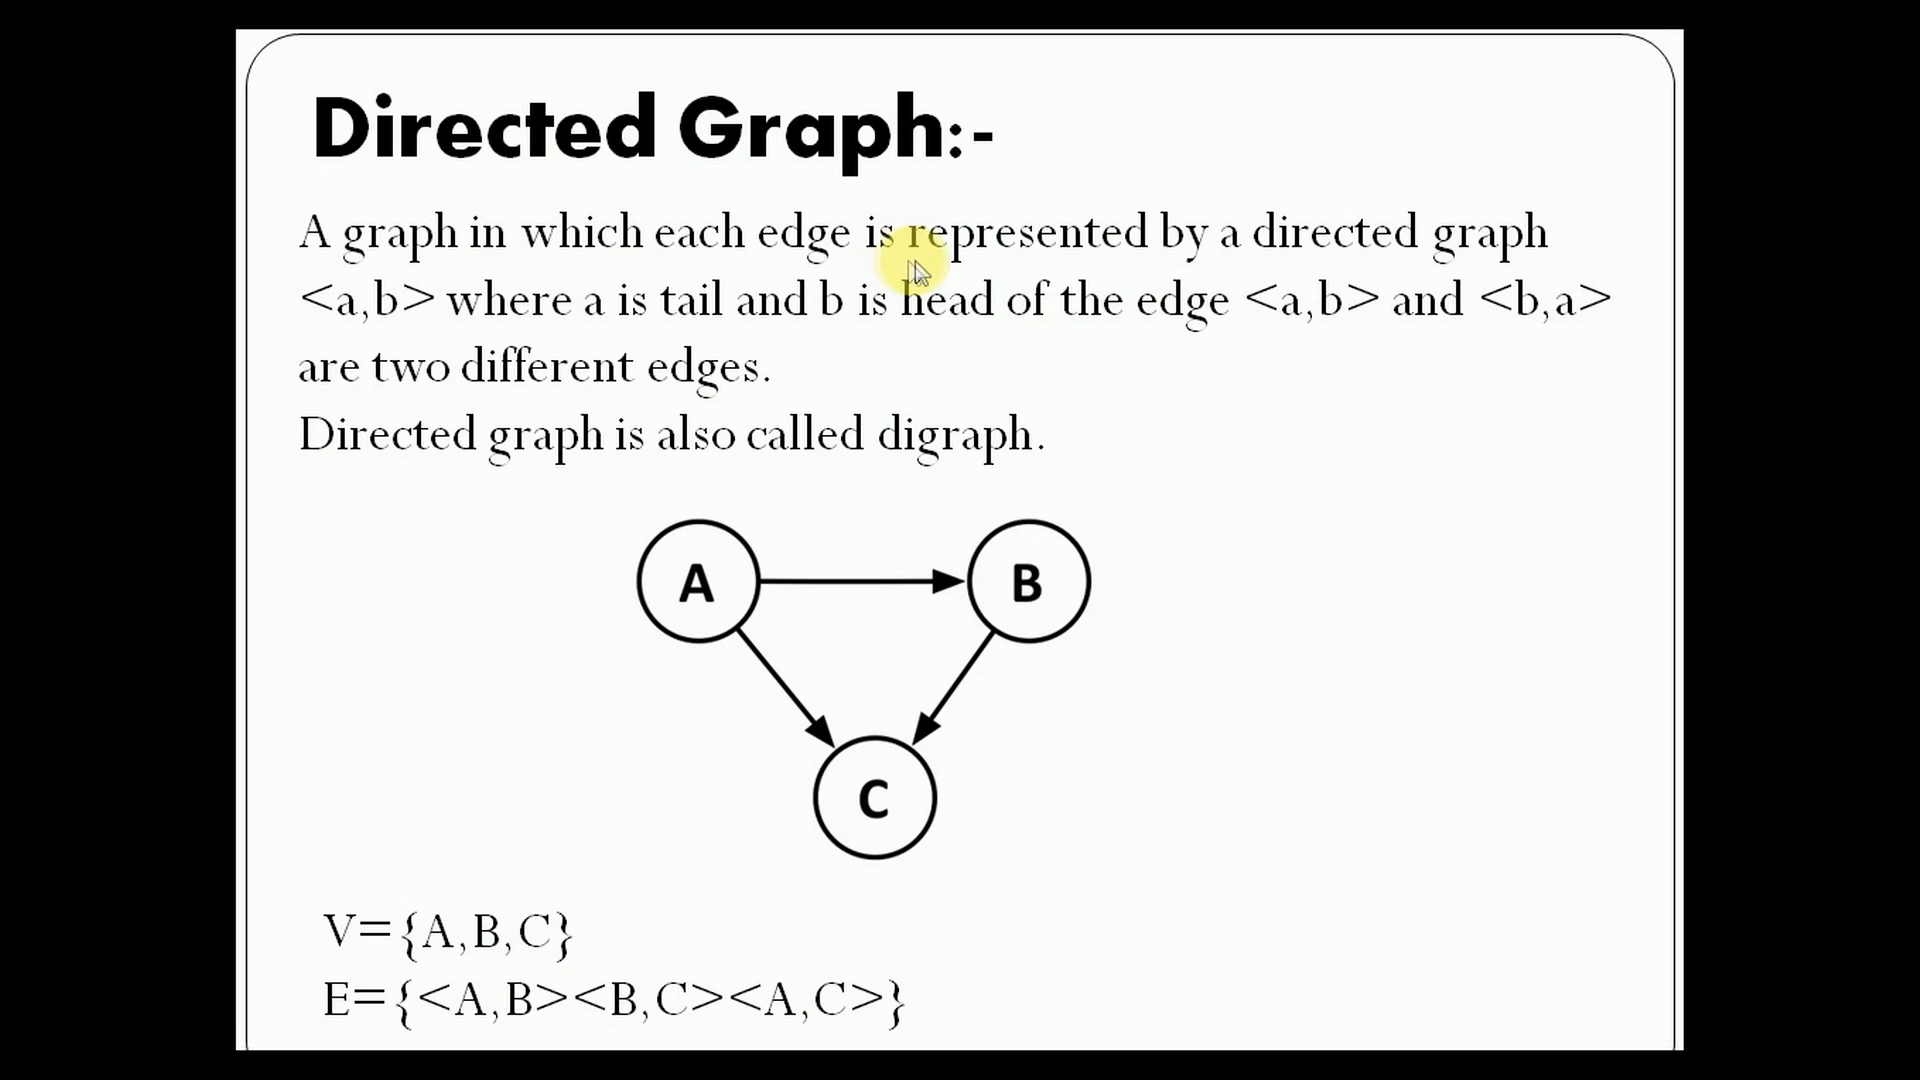 Directed Graph:-
A graph in which each edge is represented by a directed graph
<a,b> where a is tail and b is head of the edge <a,b> and <b,a>
are two different edges.
Directed graph is also called digraph.
A
B
C
V={A,B,C}
E={<A,B><B,C><A,C>}